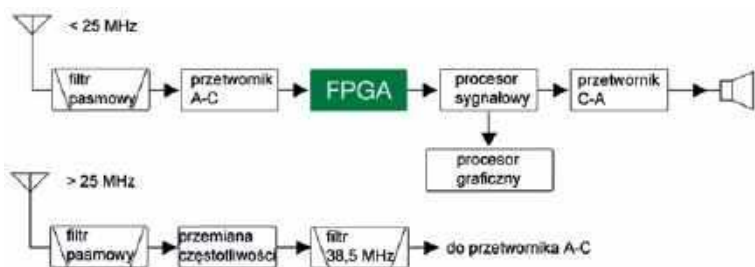 < 25 MHz
filtr
pasmowy
przetwornik
A-C
FPGA
procesor
sygnałowy
przetwornik
C-A
procesor
graficzny
> 25 MHz
filtr
pasmowy
przemiana
częstotliwości
filtr
38,5 MHz
do przetwornika A-C